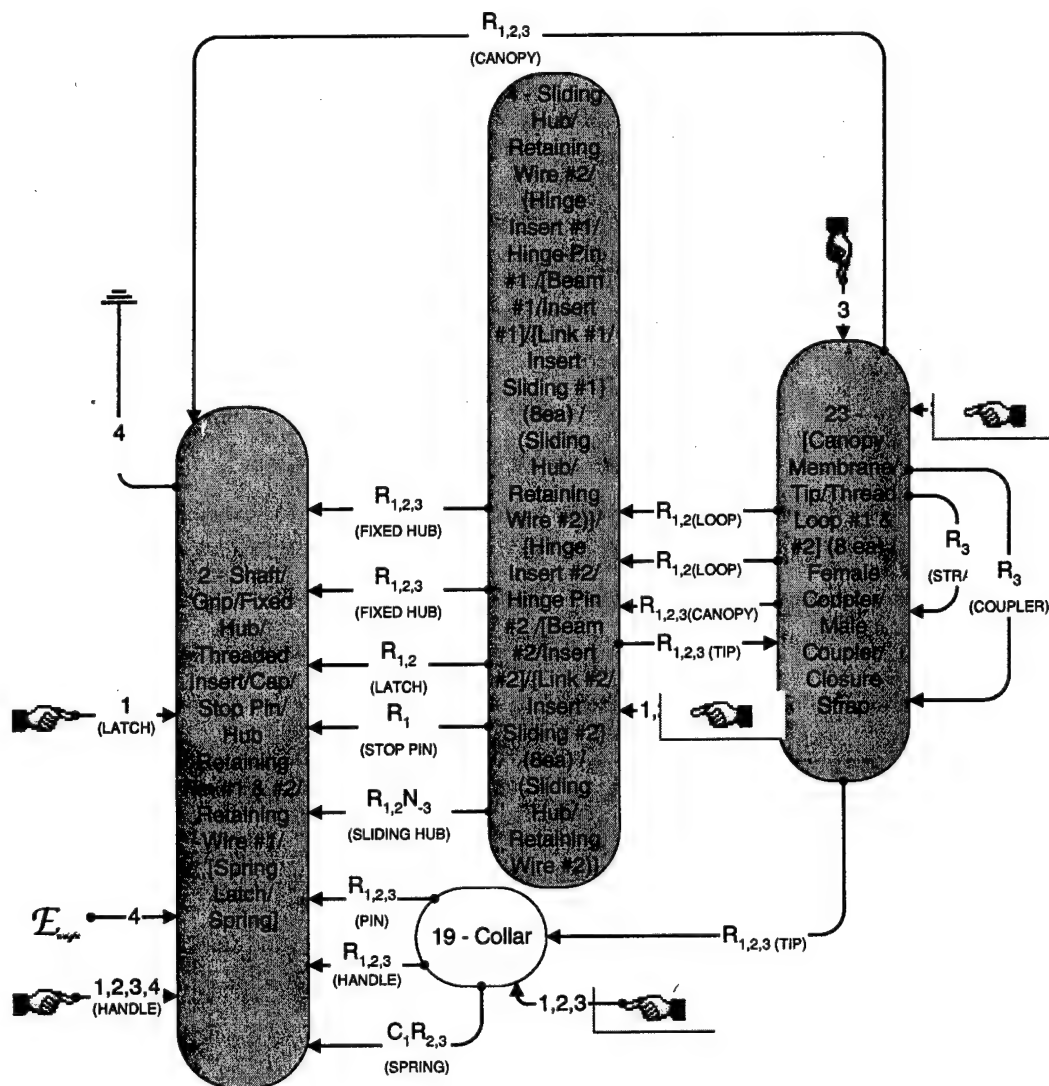 R1,2,3
(CANOPY)
4 - Sliding
Hub/
Retaining
Wire #2/
{Hinge
Insert #1/
Hinge Pin
#1 /[Beam
#1/Insert
#1]/[Link #1/
Insert
Sliding #1}
(8ea) /
(Sliding
Hub/
Retaining
Wire #2)}/
{Hinge
Insert #2/
Hinge Pin
#2 /[Beam
#2/Insert
#2]/[Link #2/
Insert
Sliding #2}
(8ea) /
(Sliding
Hub/
Retaining
Wire #2)}
3
23 -
[Canopy
Membrane/
Tip/Thread
Loop #1 &
#2] (8 ea)
Female
Coupler/
Male
Coupler/
Closure
Strap
R3
(STR/
R3
(COUPLER)
4
2 - Shaft/
Grip/Fixed
Hub/
Threaded
Insert/Cap/
Stop Pin/
Hub
Retaining
#1 & #2/
Retaining
Wire #1/
[Spring
Latch/
Spring]
R1,2,3
(FIXED HUB)
R1,2,3
(FIXED HUB)
R1,2
(LATCH)
R1
(STOP PIN)
R1,2N-3
(SLIDING HUB)
R1,2,3
(PIN)
R1,2,3
(HANDLE)
C1R2,3
(SPRING)
R1,2(LOOP)
R1,2(LOOP)
R1,2,3(CANOPY)
R1,2,3 (TIP)
1,
1
(LATCH)
4
1,2,3,4
(HANDLE)
19 - Collar
R1,2,3 (TIP)
1,2,3